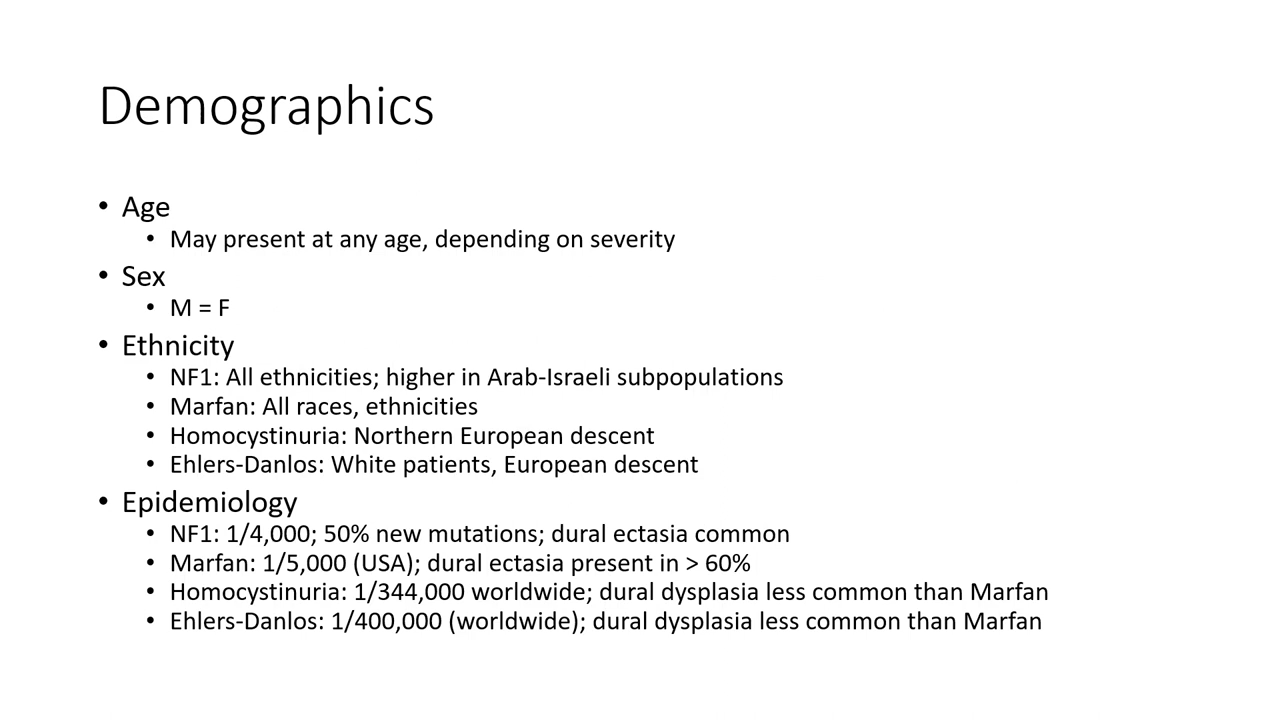 Demographics
• Age
• May present at any age, depending on severity
• Sex
• M = F
• Ethnicity
• NF1: All ethnicities; higher in Arab-Israeli subpopulations
• Marfan: All races, ethnicities
• Homocystinuria: Northern European descent
• Ehlers-Danlos: White patients, European descent
• Epidemiology
• NF1: 1/4,000; 50% new mutations; dural ectasia common
• Marfan: 1/5,000 (USA); dural ectasia present in > 60%
• Homocystinuria: 1/344,000 worldwide; dural dysplasia less common than Marfan
• Ehlers-Danlos: 1/400,000 (worldwide); dural dysplasia less common than Marfan